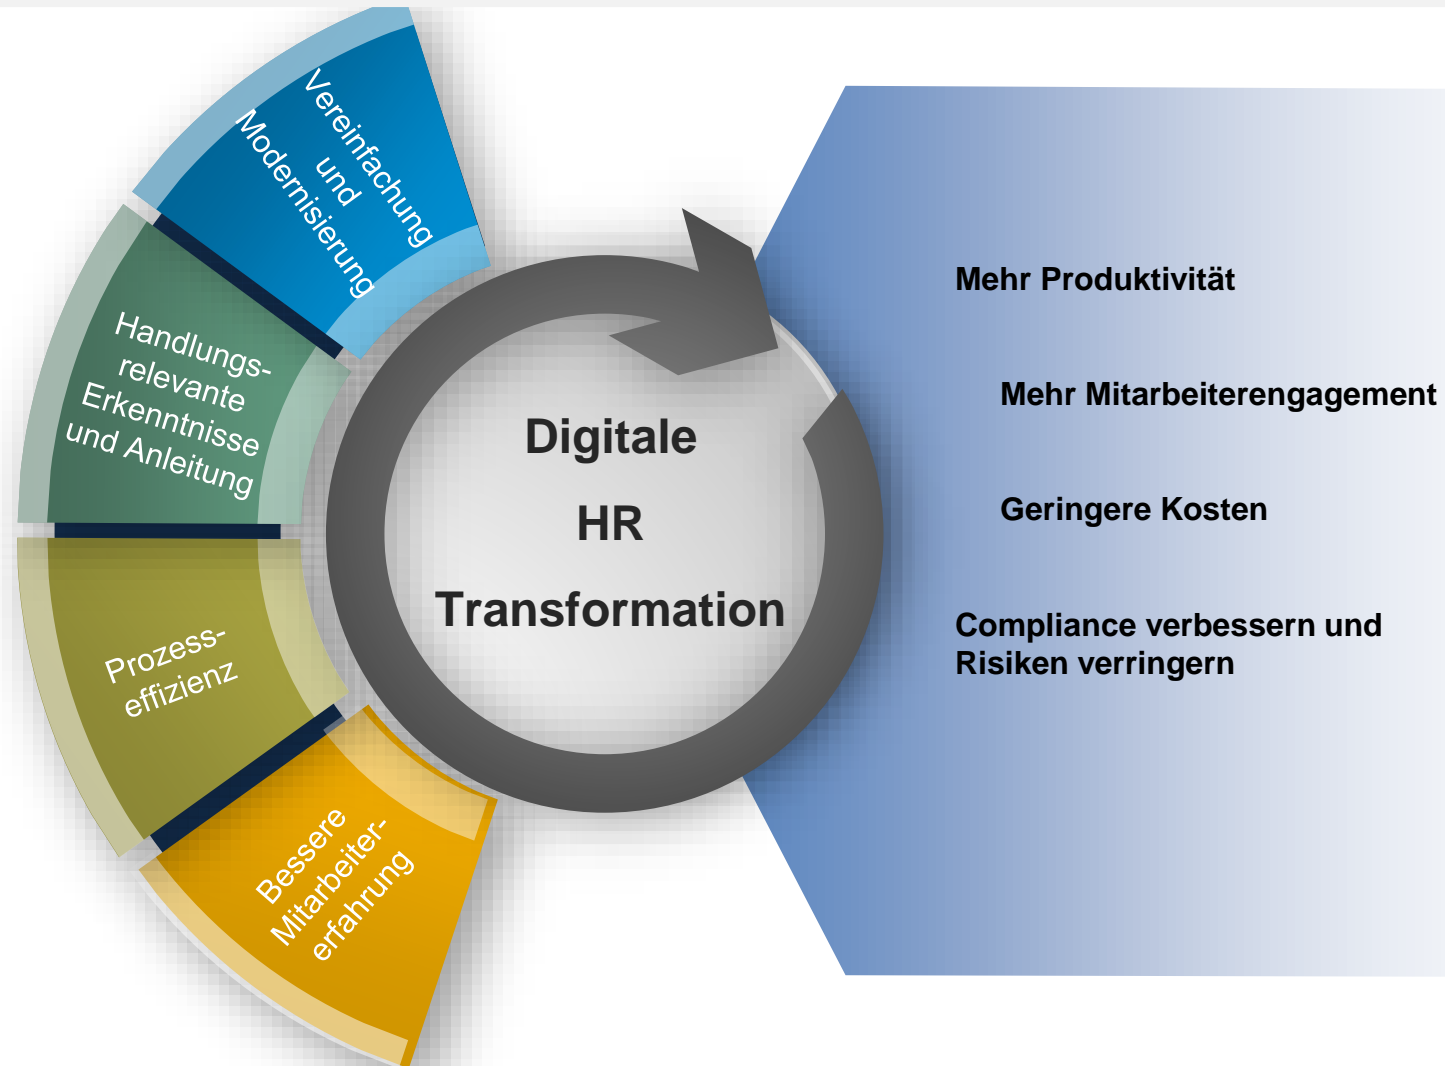 Vereinfachung
und
Modernisierung
Handlungs-
relevante
Erkenntnisse
und Anleitung
Prozess-
effizienz
Bessere
Mitarbeiter-
erfahrung
Digitale
HR
Transformation
Mehr Produktivität
Mehr Mitarbeiterengagement
Geringere Kosten
Compliance verbessern und
Risiken verringern